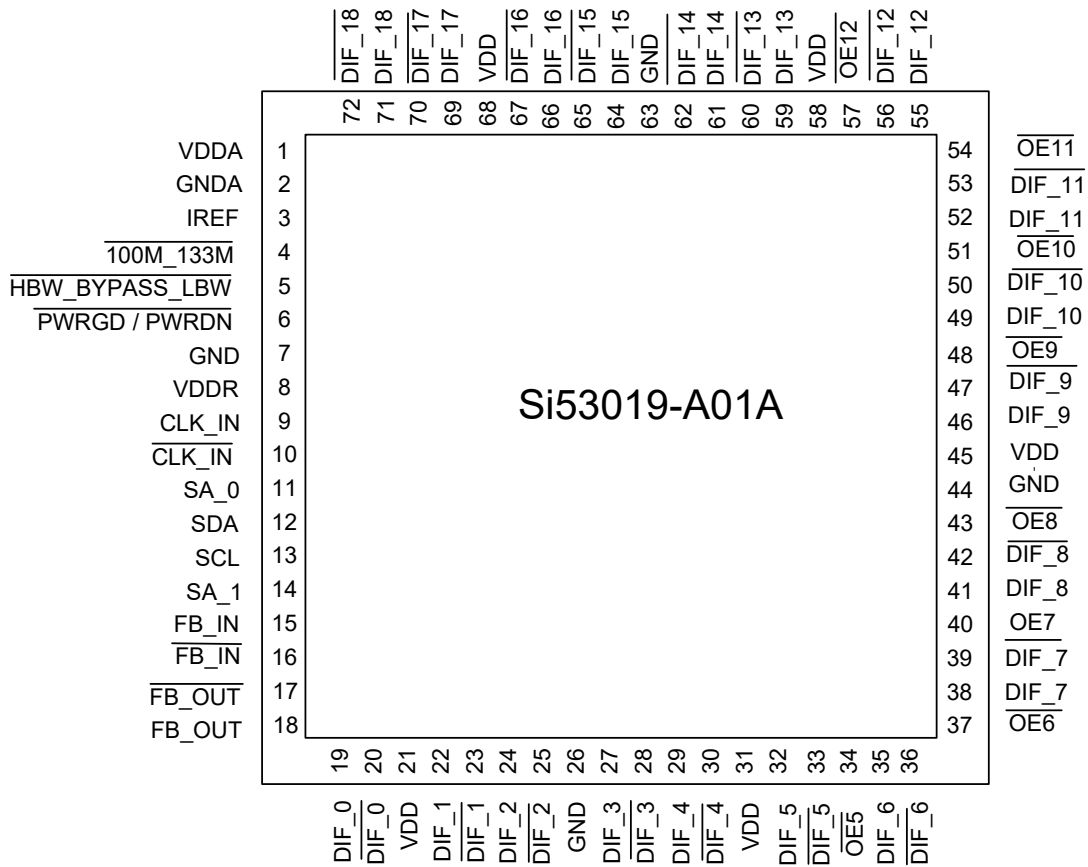 DIF_18
DIF_18
DIF_17
DIF_17
VDD
DIF_16
DIF_16
DIF_15
DIF_15
GND
DIF_14
DIF_14
DIF_13
DIF_13
VDD
OE12
DIF_12
DIF_12
72
71
70
69
68
67
66
65
64
63
62
61
60
59
58
57
56
55
VDDA 1
GNDA 2
IREF 3
100M_133M 4
HBW_BYPASS_LBW 5
PWRGD / PWRDN 6
GND 7
VDDR 8
CLK_IN 9
CLK_IN 10
SA_0 11
SDA 12
SCL 13
SA_1 14
FB_IN 15
FB_IN 16
FB_OUT 17
FB_OUT 18
Si53019-A01A
54 OE11
53 DIF_11
52 DIF_11
51 OE10
50 DIF_10
49 DIF_10
48 OE9
47 DIF_9
46 DIF_9
45 VDD
44 GND
43 OE8
42 DIF_8
41 DIF_8
40 OE7
39 DIF_7
38 DIF_7
37 OE6
19
20
21
22
23
24
25
26
27
28
29
30
31
32
33
34
35
36
DIF_0
DIF_0
VDD
DIF_1
DIF_1
DIF_2
DIF_2
GND
DIF_3
DIF_3
DIF_4
DIF_4
VDD
DIF_5
DIF_5
OE5
DIF_6
DIF_6